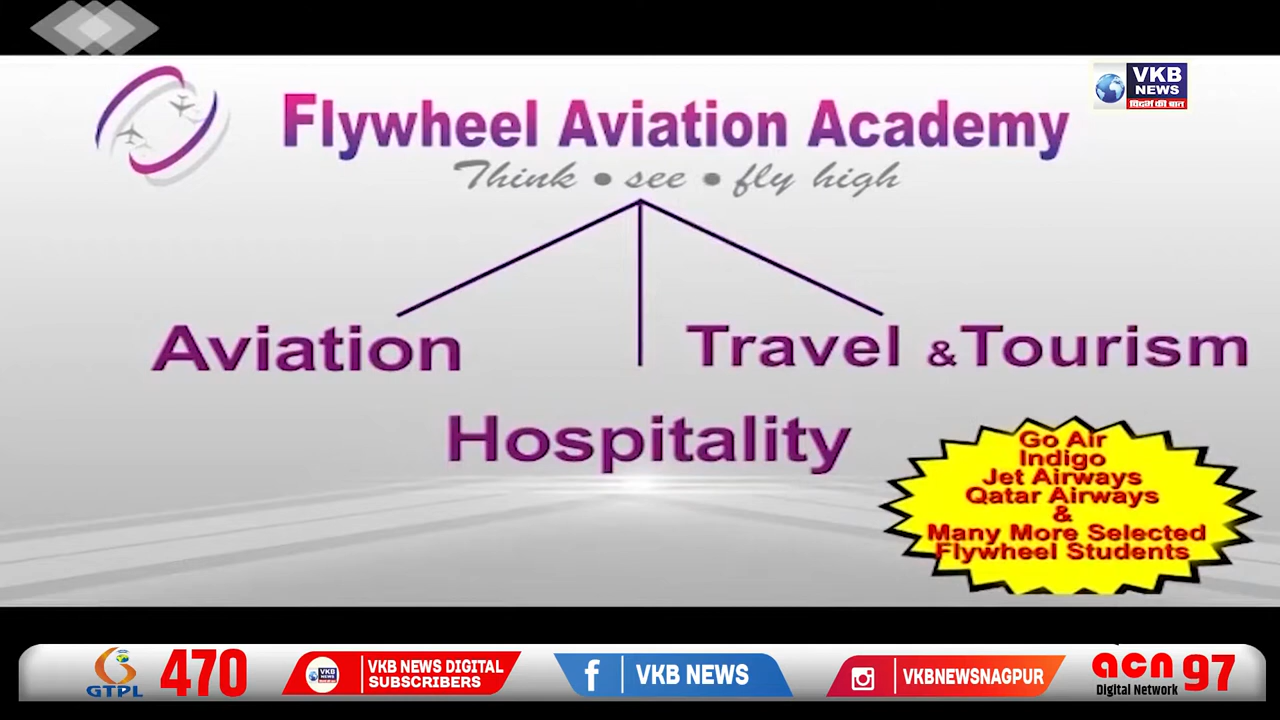 VKB
NEWS
विदर्भ की बात
Flywheel Aviation Academy
Think • see • fly high
Aviation
Travel & Tourism
Hospitality
Go Air
Indigo
Jet Airways
Qatar Airways
&
Many More Selected
Flywheel Students
GTPL
470
VKB NEWS DIGITAL
SUBSCRIBERS
VKB NEWS
VKBNEWSNAGPUR
acn 97
Digital Network